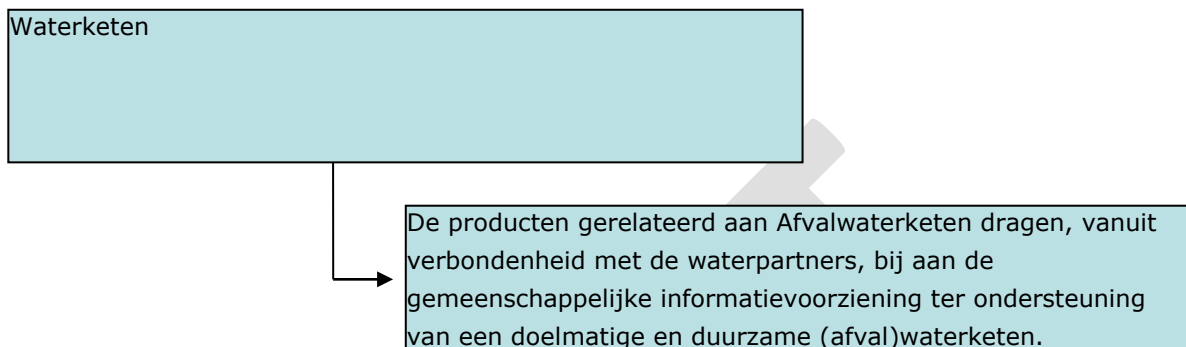 Waterketen
De producten gerelateerd aan Afvalwaterketen dragen, vanuit
verbondenheid met de waterpartners, bij aan de
gemeenschappelijke informatievoorziening ter ondersteuning
van een doelmatige en duurzame (afval)waterketen.